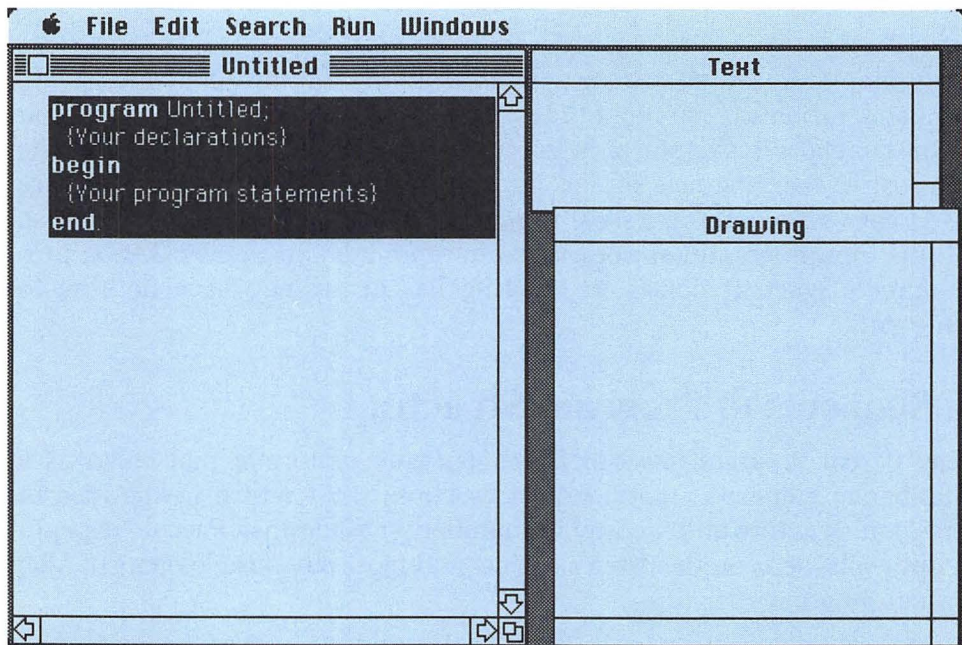 File Edit Search Run Windows
Untitled
program Untitled;
{Your declarations}
begin
{Your program statements}
end.
Text
Drawing